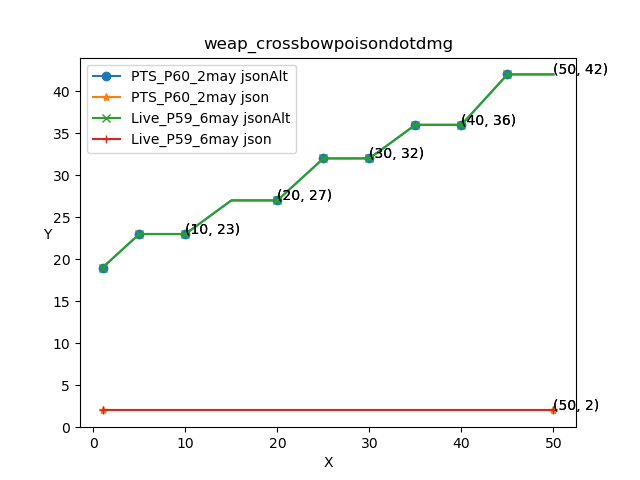 weap_crossbowpoisondotdmg
PTS_P60_2may jsonAlt
PTS_P60_2may json
Live_P59_6may jsonAlt
Live_P59_6may json
(50, 42)
(40, 36)
(30, 32)
(20, 27)
(10, 23)
(50, 2)
40
35
30
25
20
15
10
5
0
Y
0 10 20 30 40 50
X